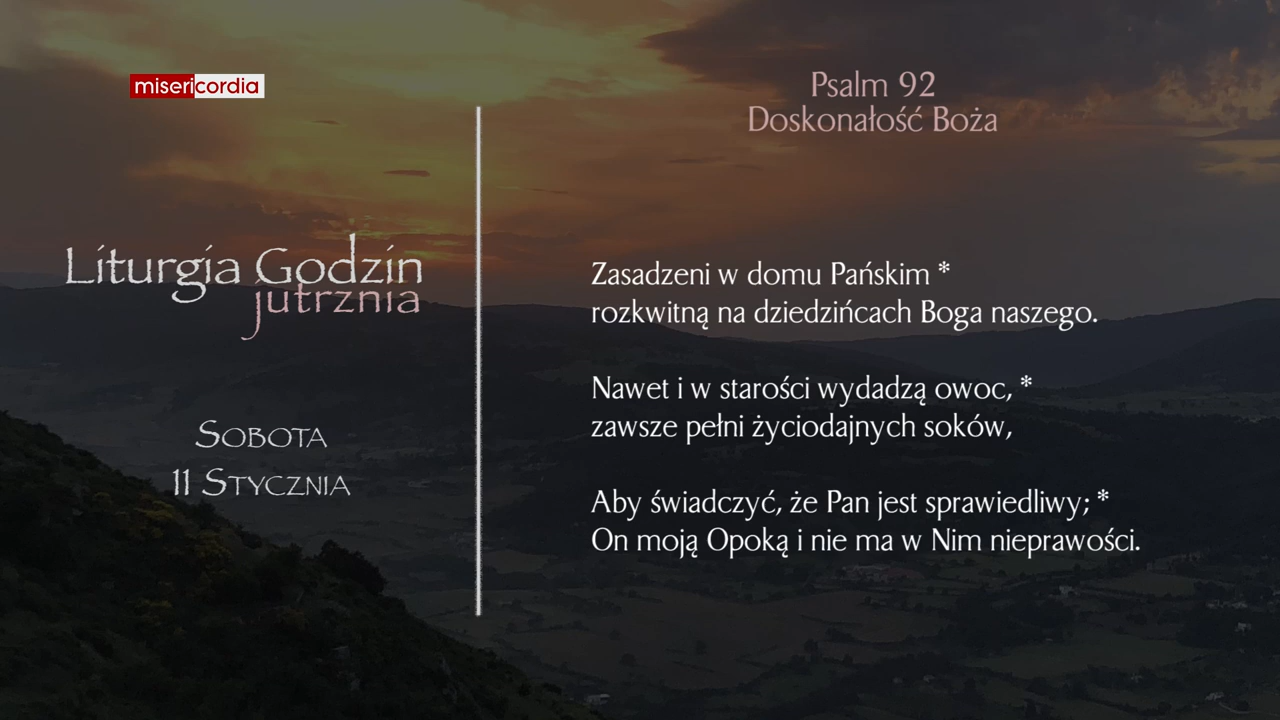 misericordia
Liturgia Godzin
jutrznia
Sobota
11 Stycznia
Psalm 92
Doskonałość Boża
Zasadzeni w domu Pańskim *
rozkwitną na dziedzińcach Boga naszego.
Nawet i w starości wydadzą owoc, *
zawsze pełni życiodajnych soków,
Aby świadczyć, że Pan jest sprawiedliwy; *
On moją Opoką i nie ma w Nim nieprawości.